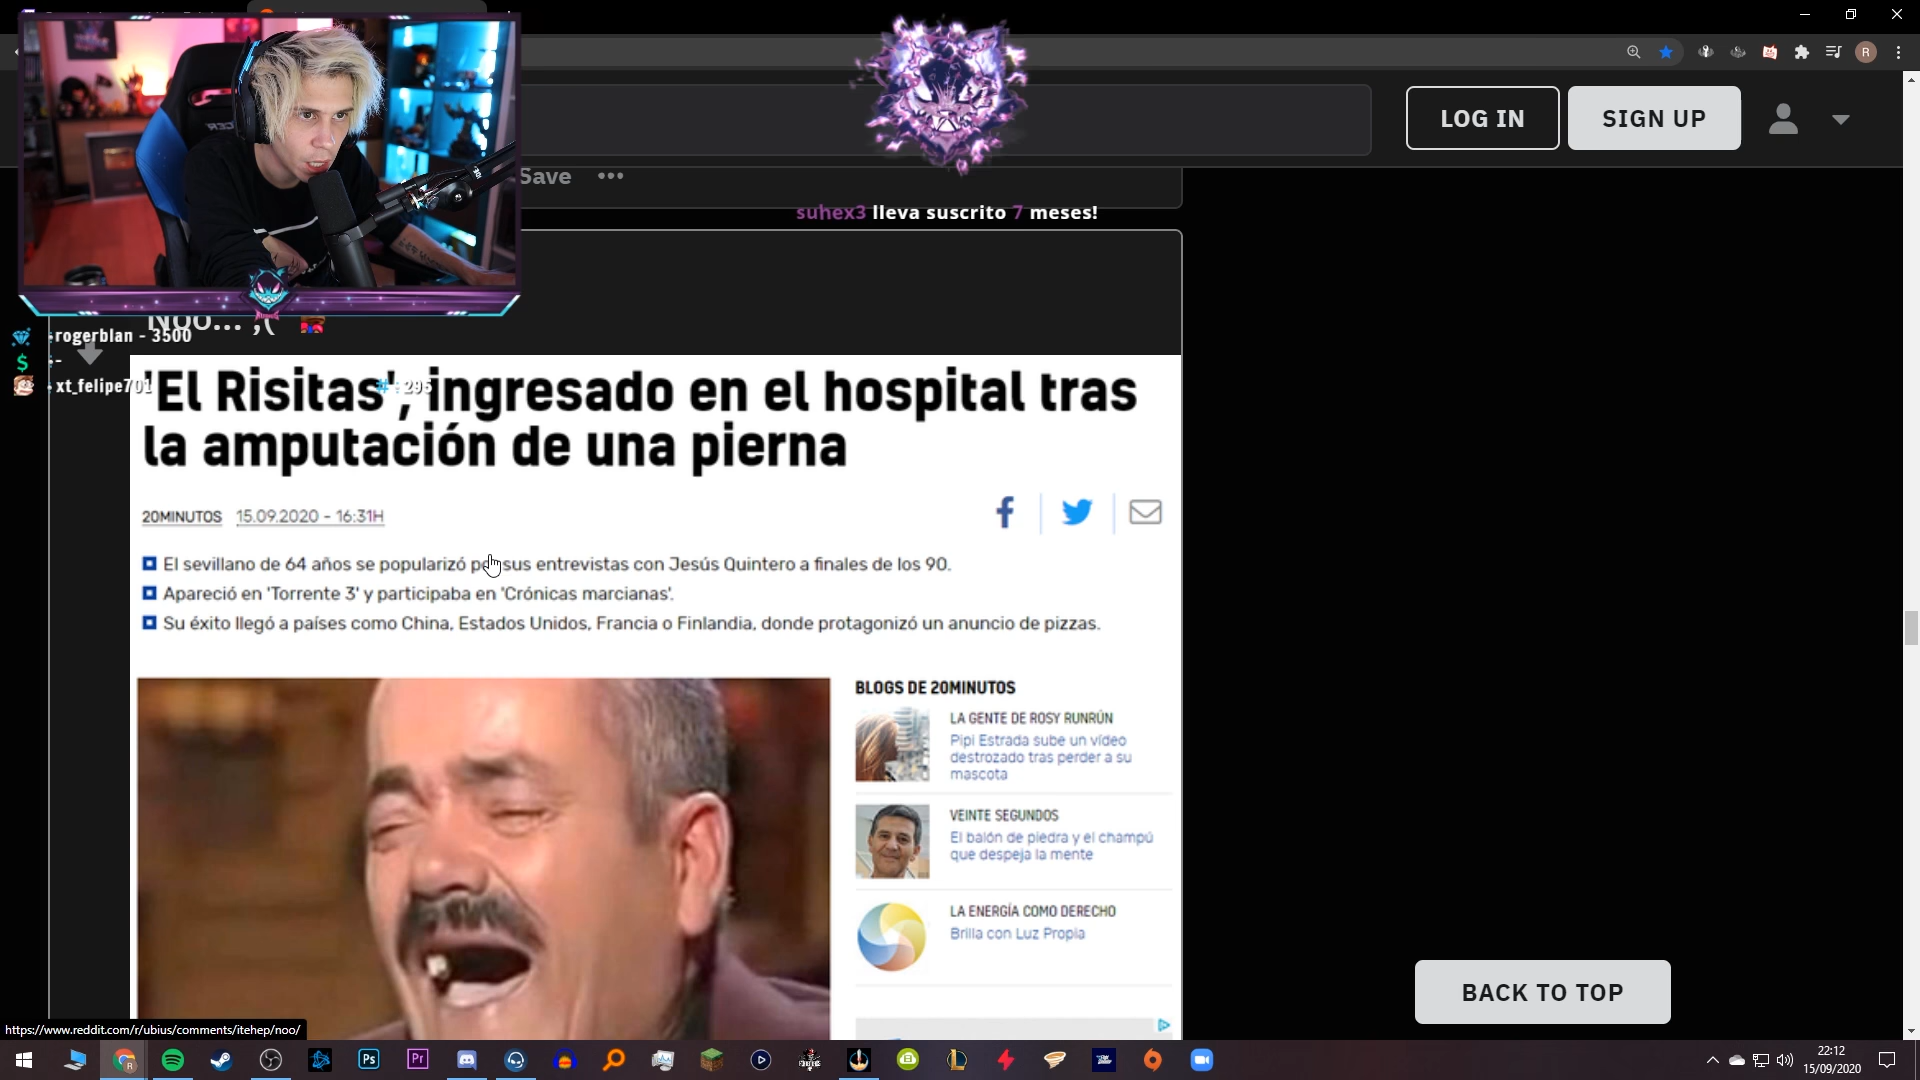 LOG IN
SIGN UP
R
Save
suhex3 lleva suscrito 7 meses!
Noo... ;(
rogerblan - 3500
-
xt_felipe701
# : 295
'El Risitas', ingresado en el hospital tras
la amputación de una pierna
20MINUTOS 15.09.2020 - 16:31H
El sevillano de 64 años se popularizó por sus entrevistas con Jesús Quintero a finales de los 90.
Apareció en 'Torrente 3' y participaba en 'Crónicas marcianas'.
Su éxito llegó a países como China, Estados Unidos, Francia o Finlandia, donde protagonizó un anuncio de pizzas.
BLOGS DE 20MINUTOS
LA GENTE DE ROSY RUNRÚN
Pipi Estrada sube un vídeo
destrozado tras perder a su
mascota
VEINTE SEGUNDOS
El balón de piedra y el champú
que despeja la mente
LA ENERGÍA COMO DERECHO
Brilla con Luz Propia
BACK TO TOP
https://www.reddit.com/r/ubius/comments/itehep/noo/
Ps
Pr
22:12
15/09/2020